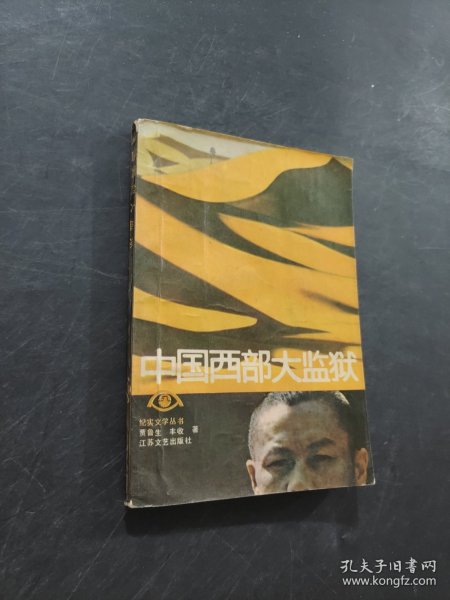 中国西部大监狱
纪实文学丛书
贾鲁生 丰收 著
江苏文艺出版社
孔夫子旧书网
www.kongfz.com